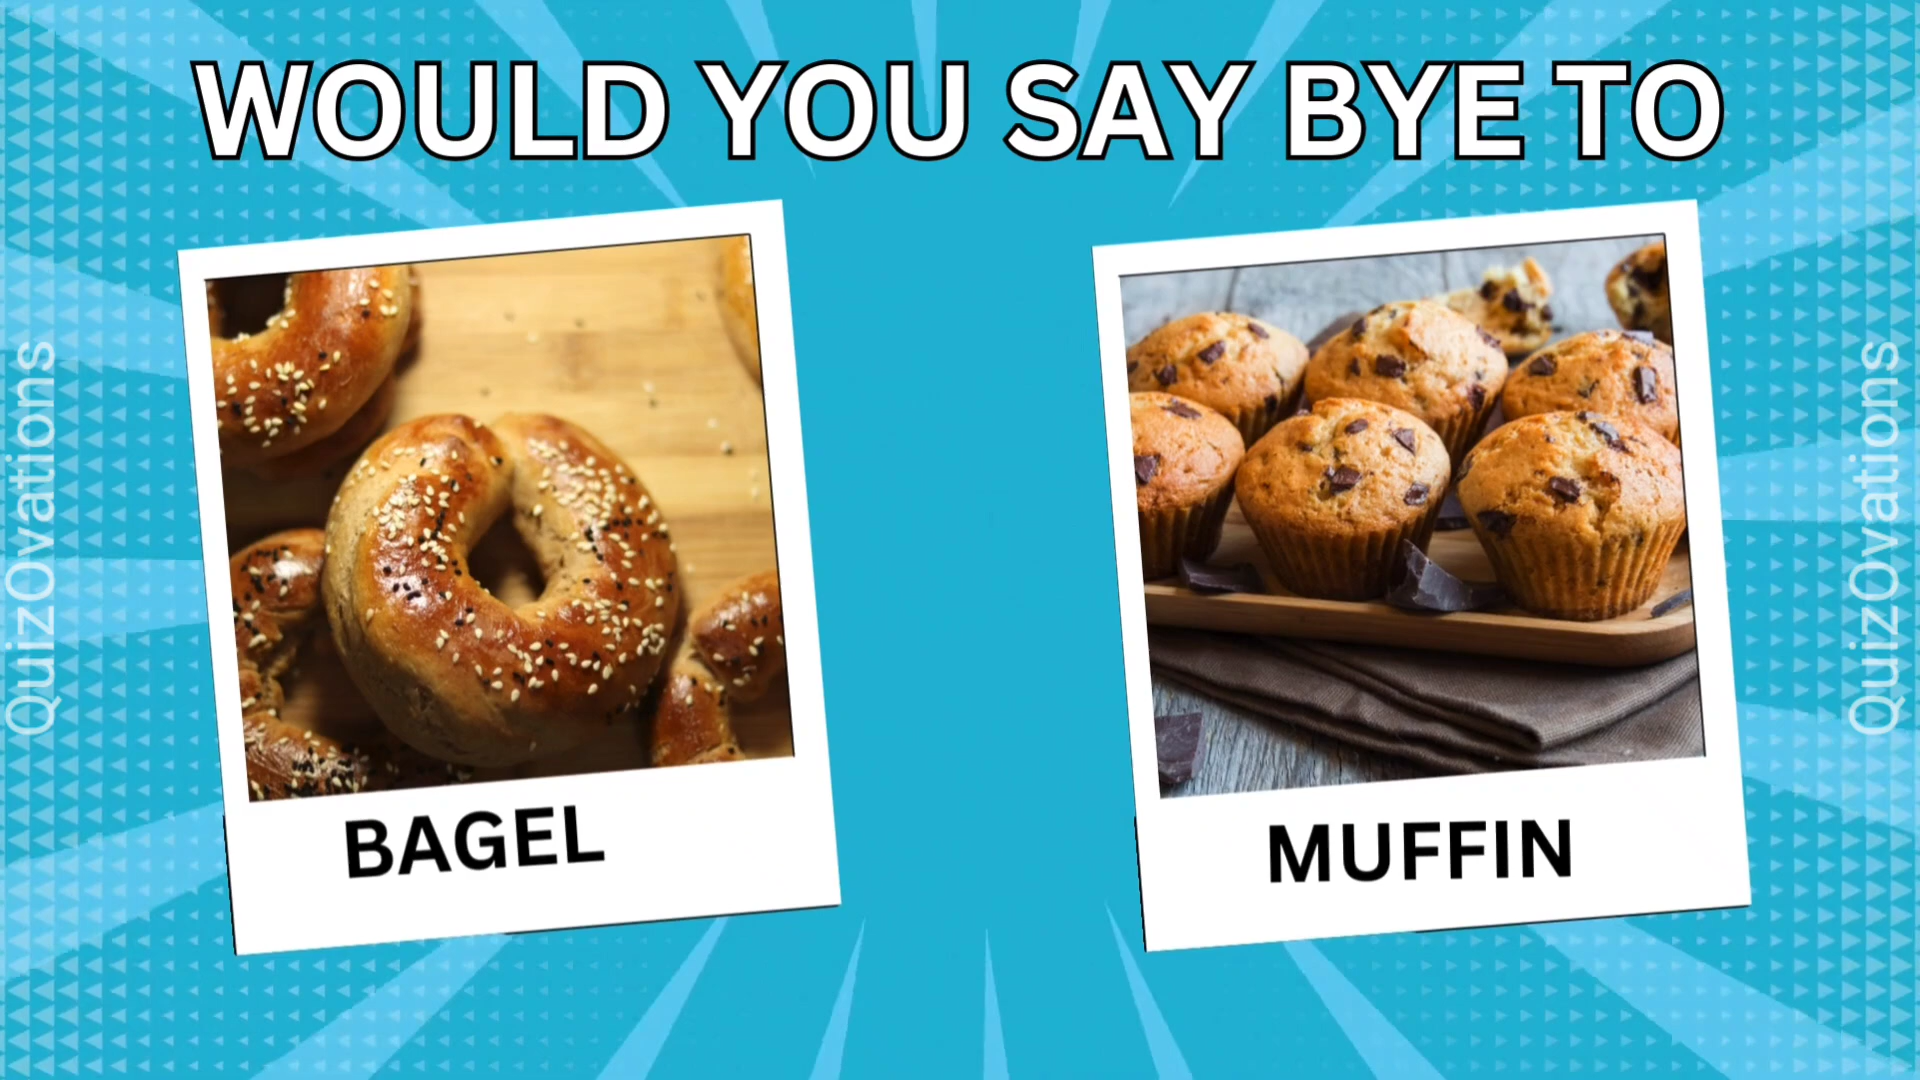 WOULD YOU SAY BYE TO
BAGEL
MUFFIN
QuizOvations
QuizOvations